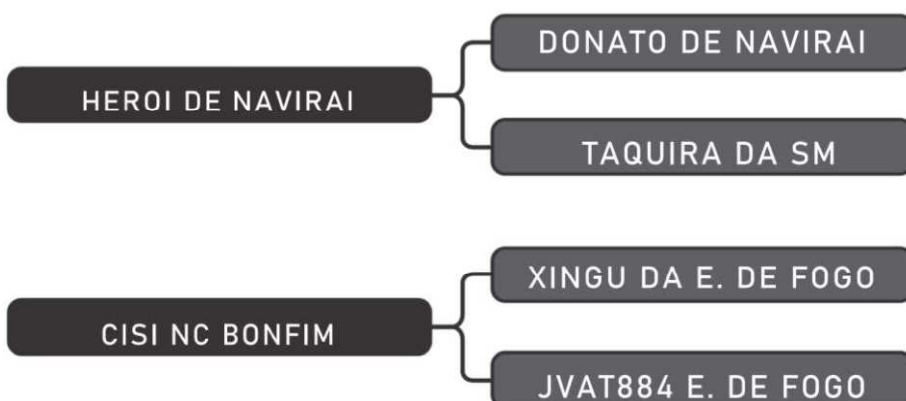 DONATO DE NAVIRAI
HEROI DE NAVIRAI
TAQUIRA DA SM
XINGU DA E. DE FOGO
CISI NC BONFIM
JVAT884 E. DE FOGO